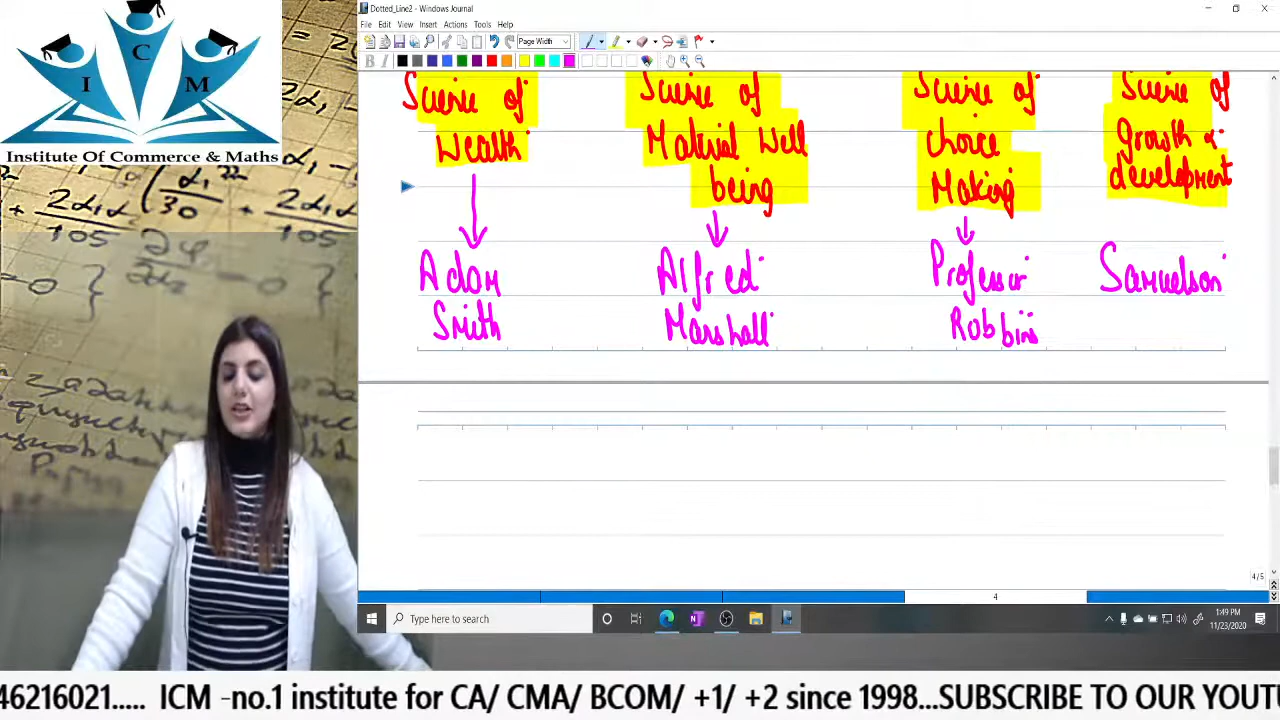 I C M
Institute Of Commerce & Maths
Dotted_Line2 - Windows Journal
File Edit View Insert Actions Tools Help
Page Width
B I
Science of
Wealth
Adam
Smith
Science of
Material Well
being
Alfred
Marshall
Science of
choice
Making
Professor
Robbins
Science of
Growth &
development
Samuelson
4/5
4
Type here to search
1:49 PM
11/23/2020
46216021..... ICM -no.1 institute for CA/ CMA/ BCOM/ +1/ +2 since 1998...SUBSCRIBE TO OUR YOUT